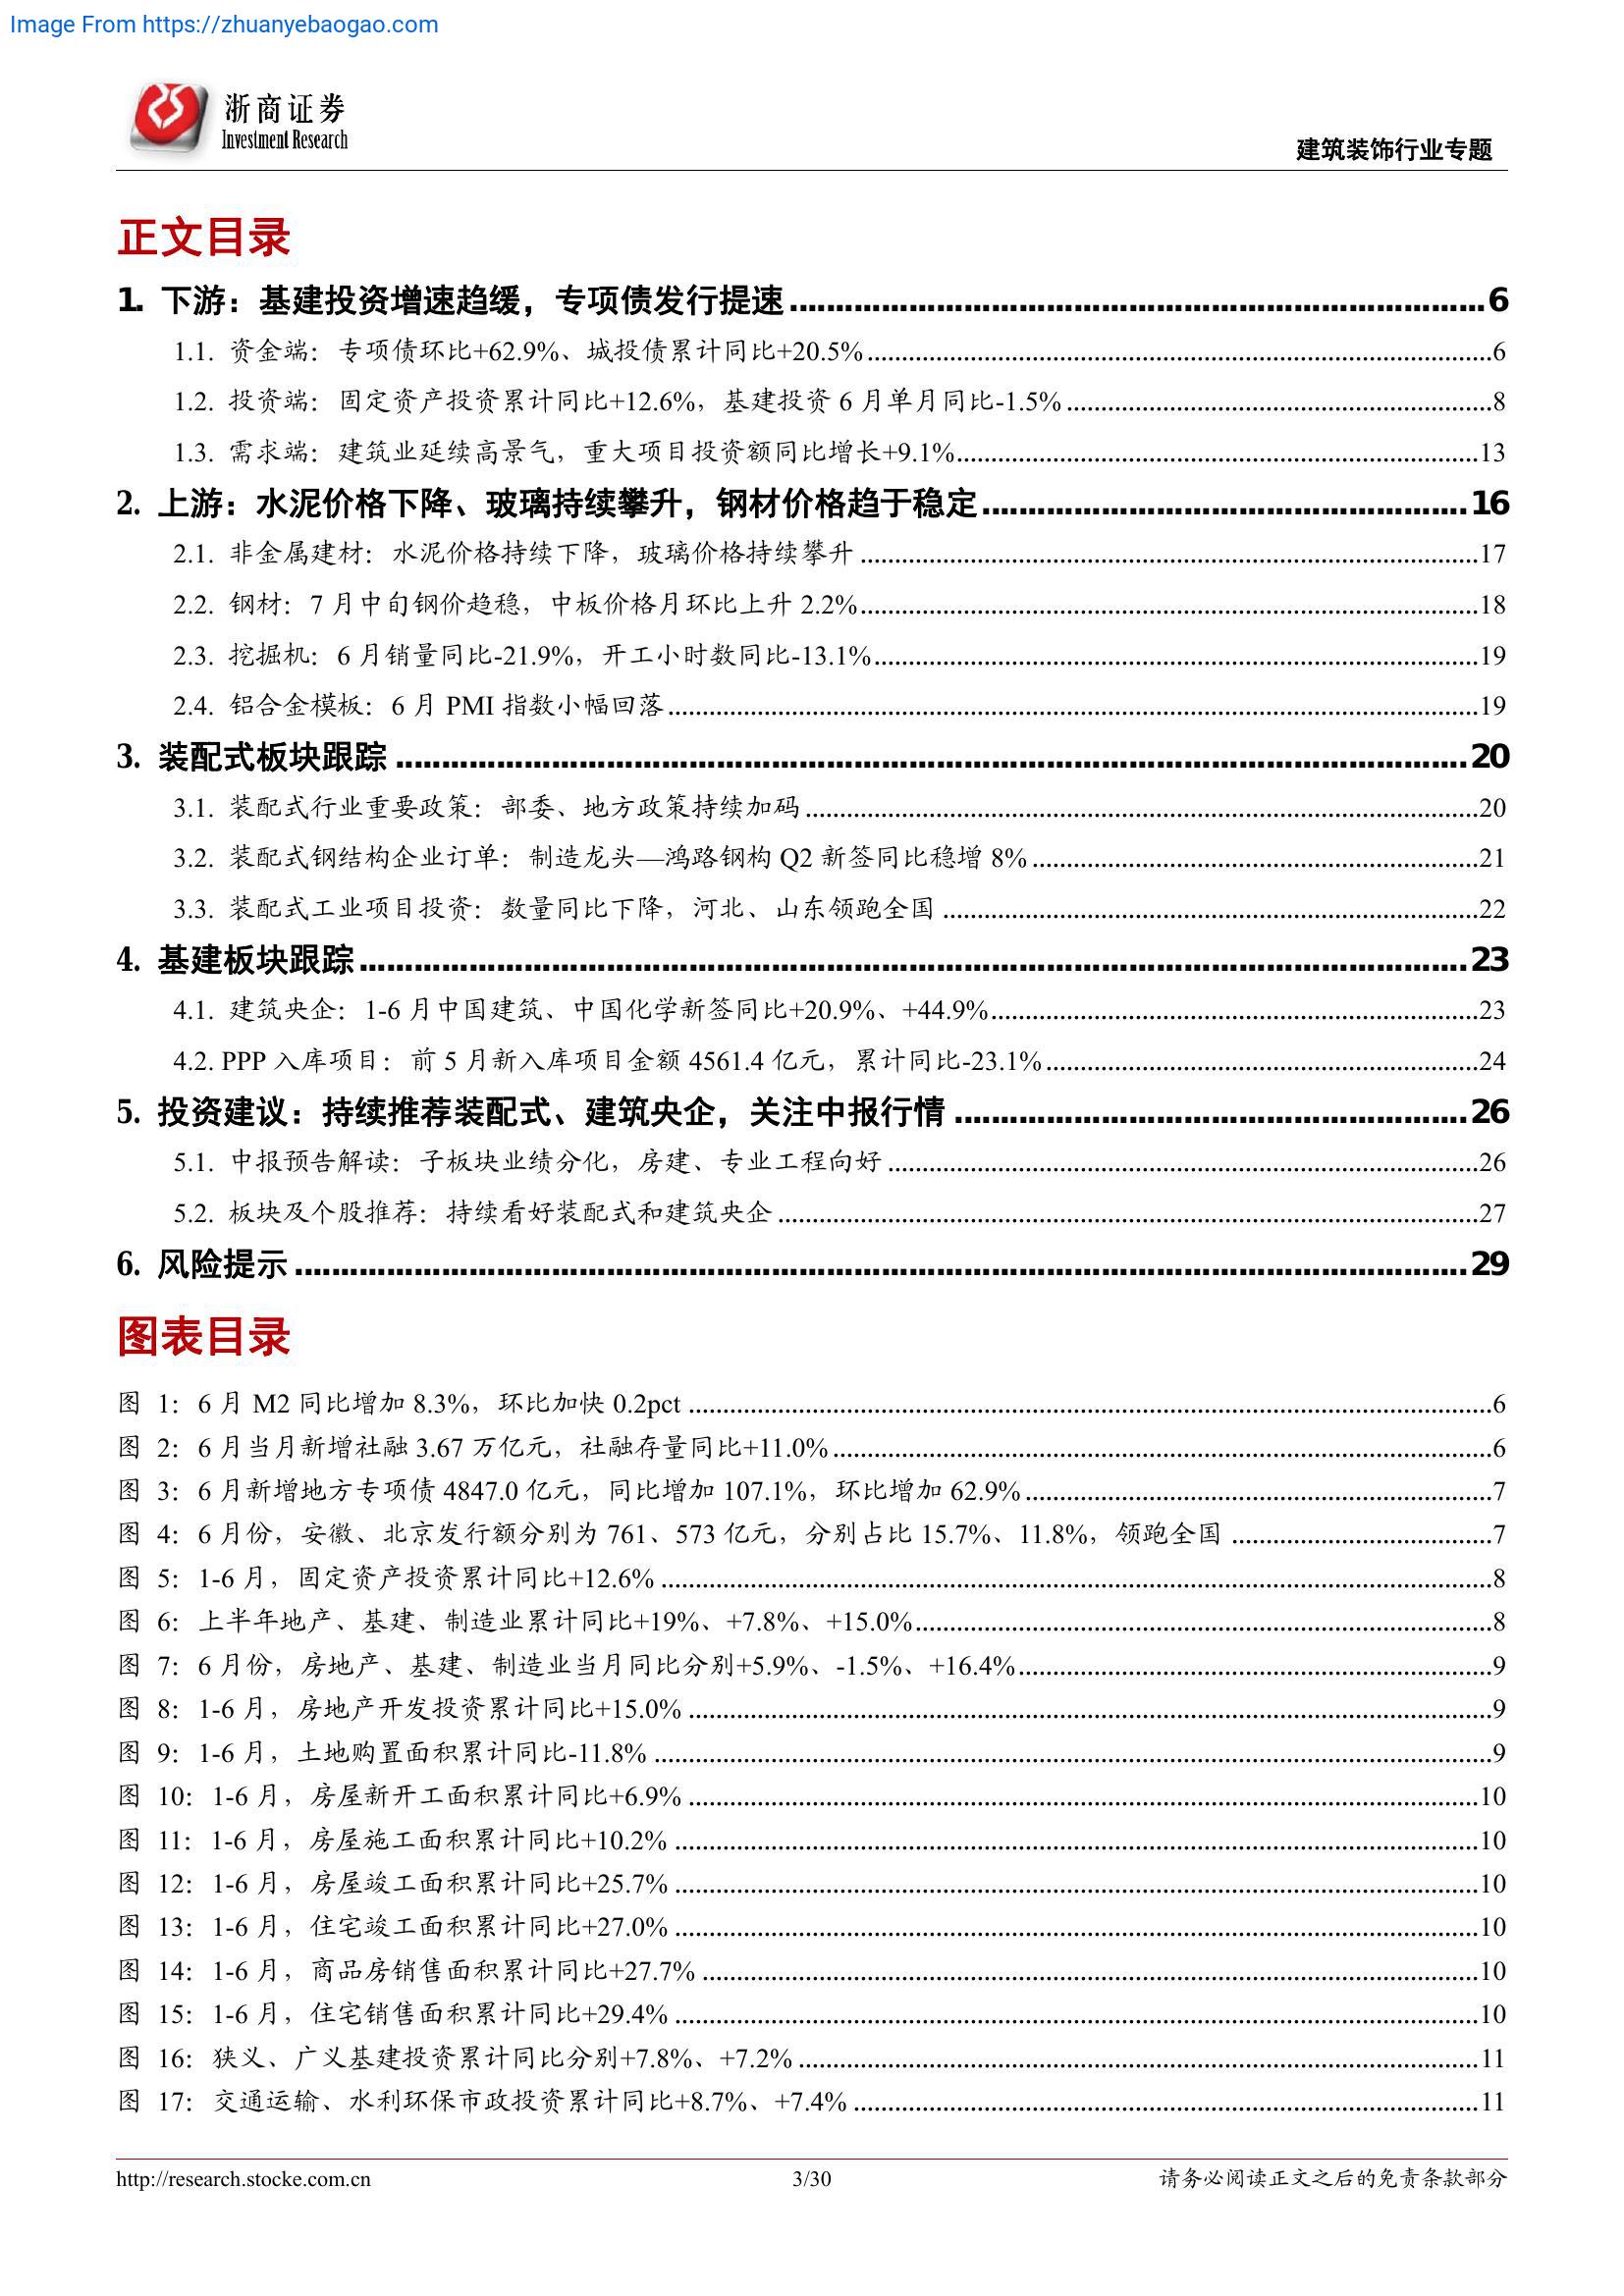 Image From https://zhuanyebaogao.com
浙商证券
Investment Research
建筑装饰行业专题
正文目录
1. 下游：基建投资增速趋缓，专项债发行提速 6
1.1. 资金端：专项债环比+62.9%、城投债累计同比+20.5% 6
1.2. 投资端：固定资产投资累计同比+12.6%，基建投资 6 月单月同比-1.5% 8
1.3. 需求端：建筑业延续高景气，重大项目投资额同比增长+9.1% 13
2. 上游：水泥价格下降、玻璃持续攀升，钢材价格趋于稳定 16
2.1. 非金属建材：水泥价格持续下降，玻璃价格持续攀升 17
2.2. 钢材：7 月中旬钢价趋稳，中板价格月环比上升 2.2% 18
2.3. 挖掘机：6 月销量同比-21.9%，开工小时数同比-13.1% 19
2.4. 铝合金模板：6 月 PMI 指数小幅回落 19
3. 装配式板块跟踪 20
3.1. 装配式行业重要政策：部委、地方政策持续加码 20
3.2. 装配式钢结构企业订单：制造龙头—鸿路钢构 Q2 新签同比稳增 8% 21
3.3. 装配式工业项目投资：数量同比下降，河北、山东领跑全国 22
4. 基建板块跟踪 23
4.1. 建筑央企：1-6 月中国建筑、中国化学新签同比+20.9%、+44.9% 23
4.2. PPP 入库项目：前 5 月新入库项目金额 4561.4 亿元，累计同比-23.1% 24
5. 投资建议：持续推荐装配式、建筑央企，关注中报行情 26
5.1. 中报预告解读：子板块业绩分化，房建、专业工程向好 26
5.2. 板块及个股推荐：持续看好装配式和建筑央企 27
6. 风险提示 29
图表目录
图 1：6 月 M2 同比增加 8.3%，环比加快 0.2pct 6
图 2：6 月当月新增社融 3.67 万亿元，社融存量同比+11.0% 6
图 3：6 月新增地方专项债 4847.0 亿元，同比增加 107.1%，环比增加 62.9% 7
图 4：6 月份，安徽、北京发行额分别为 761、573 亿元，分别占比 15.7%、11.8%，领跑全国 7
图 5：1-6 月，固定资产投资累计同比+12.6% 8
图 6：上半年地产、基建、制造业累计同比+19%、+7.8%、+15.0% 8
图 7：6 月份，房地产、基建、制造业当月同比分别+5.9%、-1.5%、+16.4% 9
图 8：1-6 月，房地产开发投资累计同比+15.0% 9
图 9：1-6 月，土地购置面积累计同比-11.8% 9
图 10：1-6 月，房屋新开工面积累计同比+6.9% 10
图 11：1-6 月，房屋施工面积累计同比+10.2% 10
图 12：1-6 月，房屋竣工面积累计同比+25.7% 10
图 13：1-6 月，住宅竣工面积累计同比+27.0% 10
图 14：1-6 月，商品房销售面积累计同比+27.7% 10
图 15：1-6 月，住宅销售面积累计同比+29.4% 10
图 16：狭义、广义基建投资累计同比分别+7.8%、+7.2% 11
图 17：交通运输、水利环保市政投资累计同比+8.7%、+7.4% 11
http://research.stocke.com.cn
3/30
请务必阅读正文之后的免责条款部分